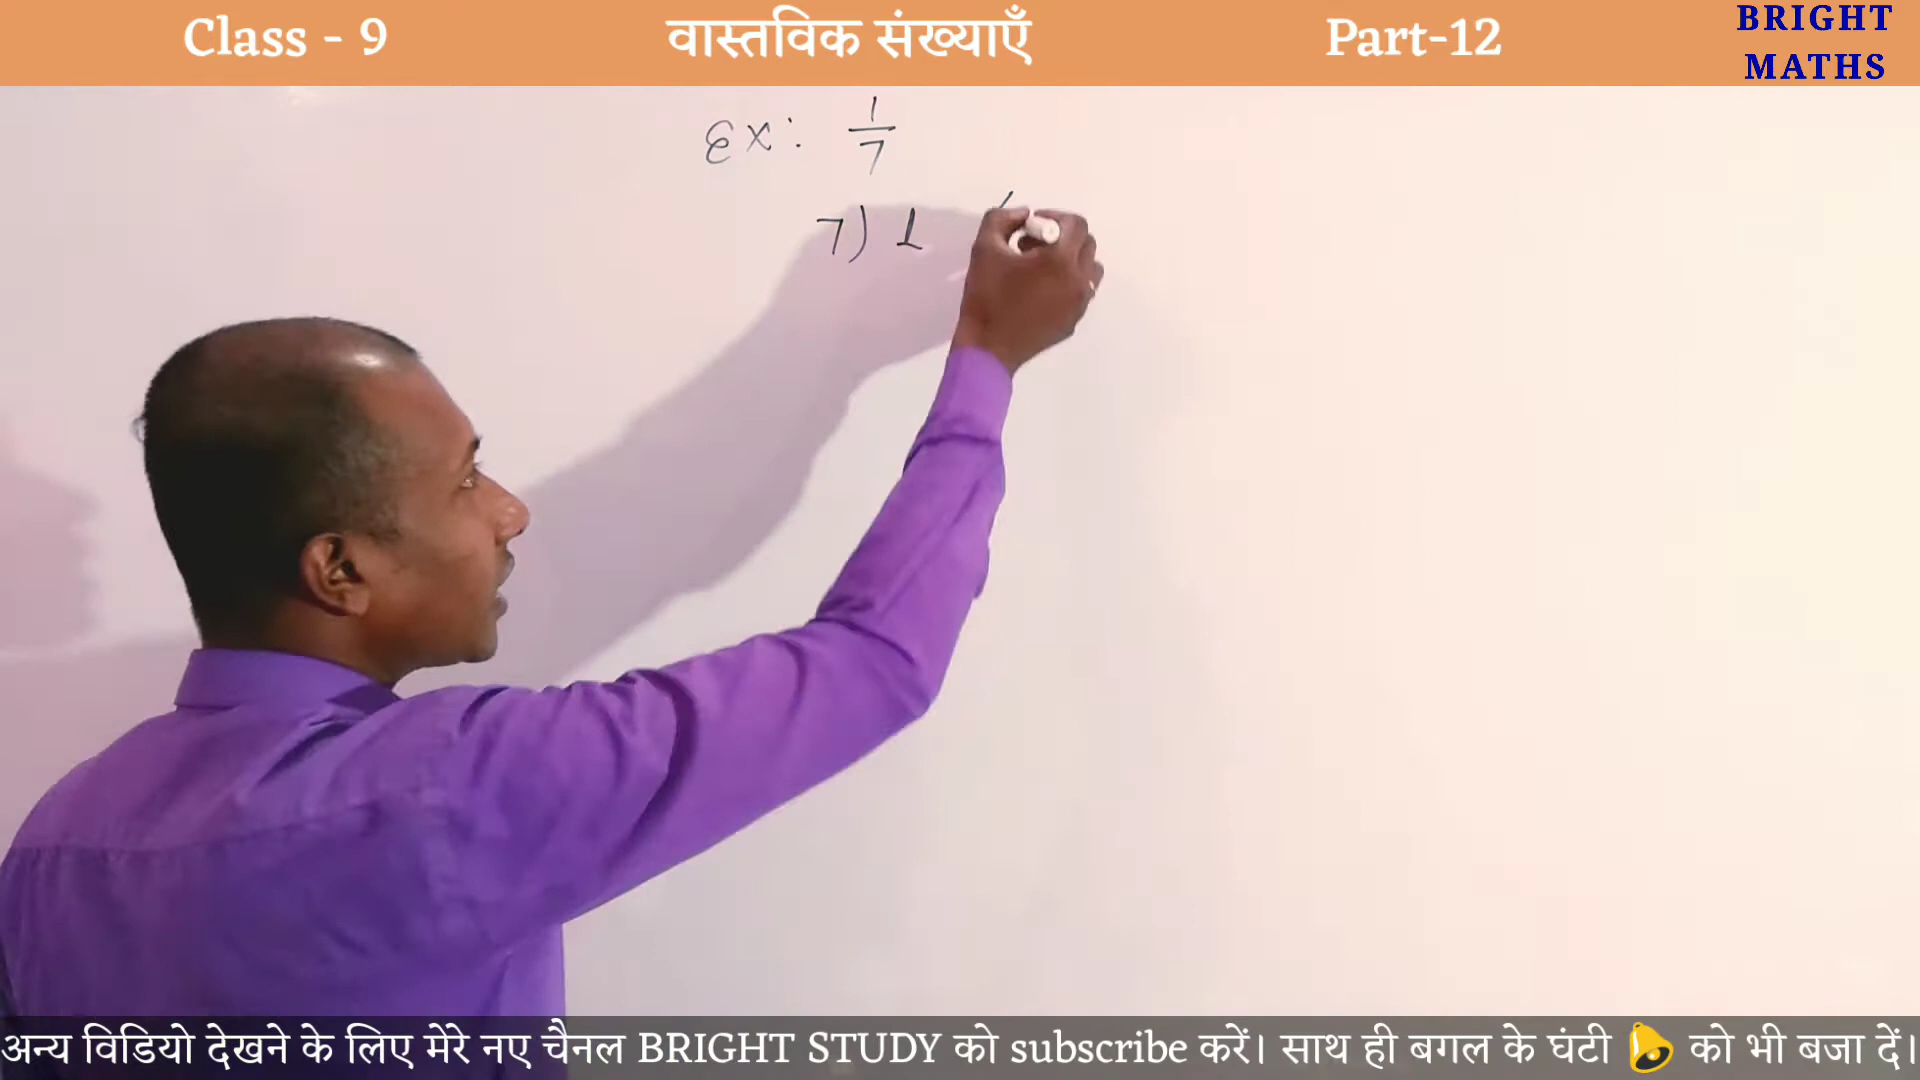 Class - 9 वास्तविक संख्याएँ Part-12 BRIGHT
MATHS
Ex: 1/7
7) 1 (
अन्य विडियो देखने के लिए मेरे नए चैनल BRIGHT STUDY को subscribe करें। साथ ही बगल के घंटी 🔔 को भी बजा दें।